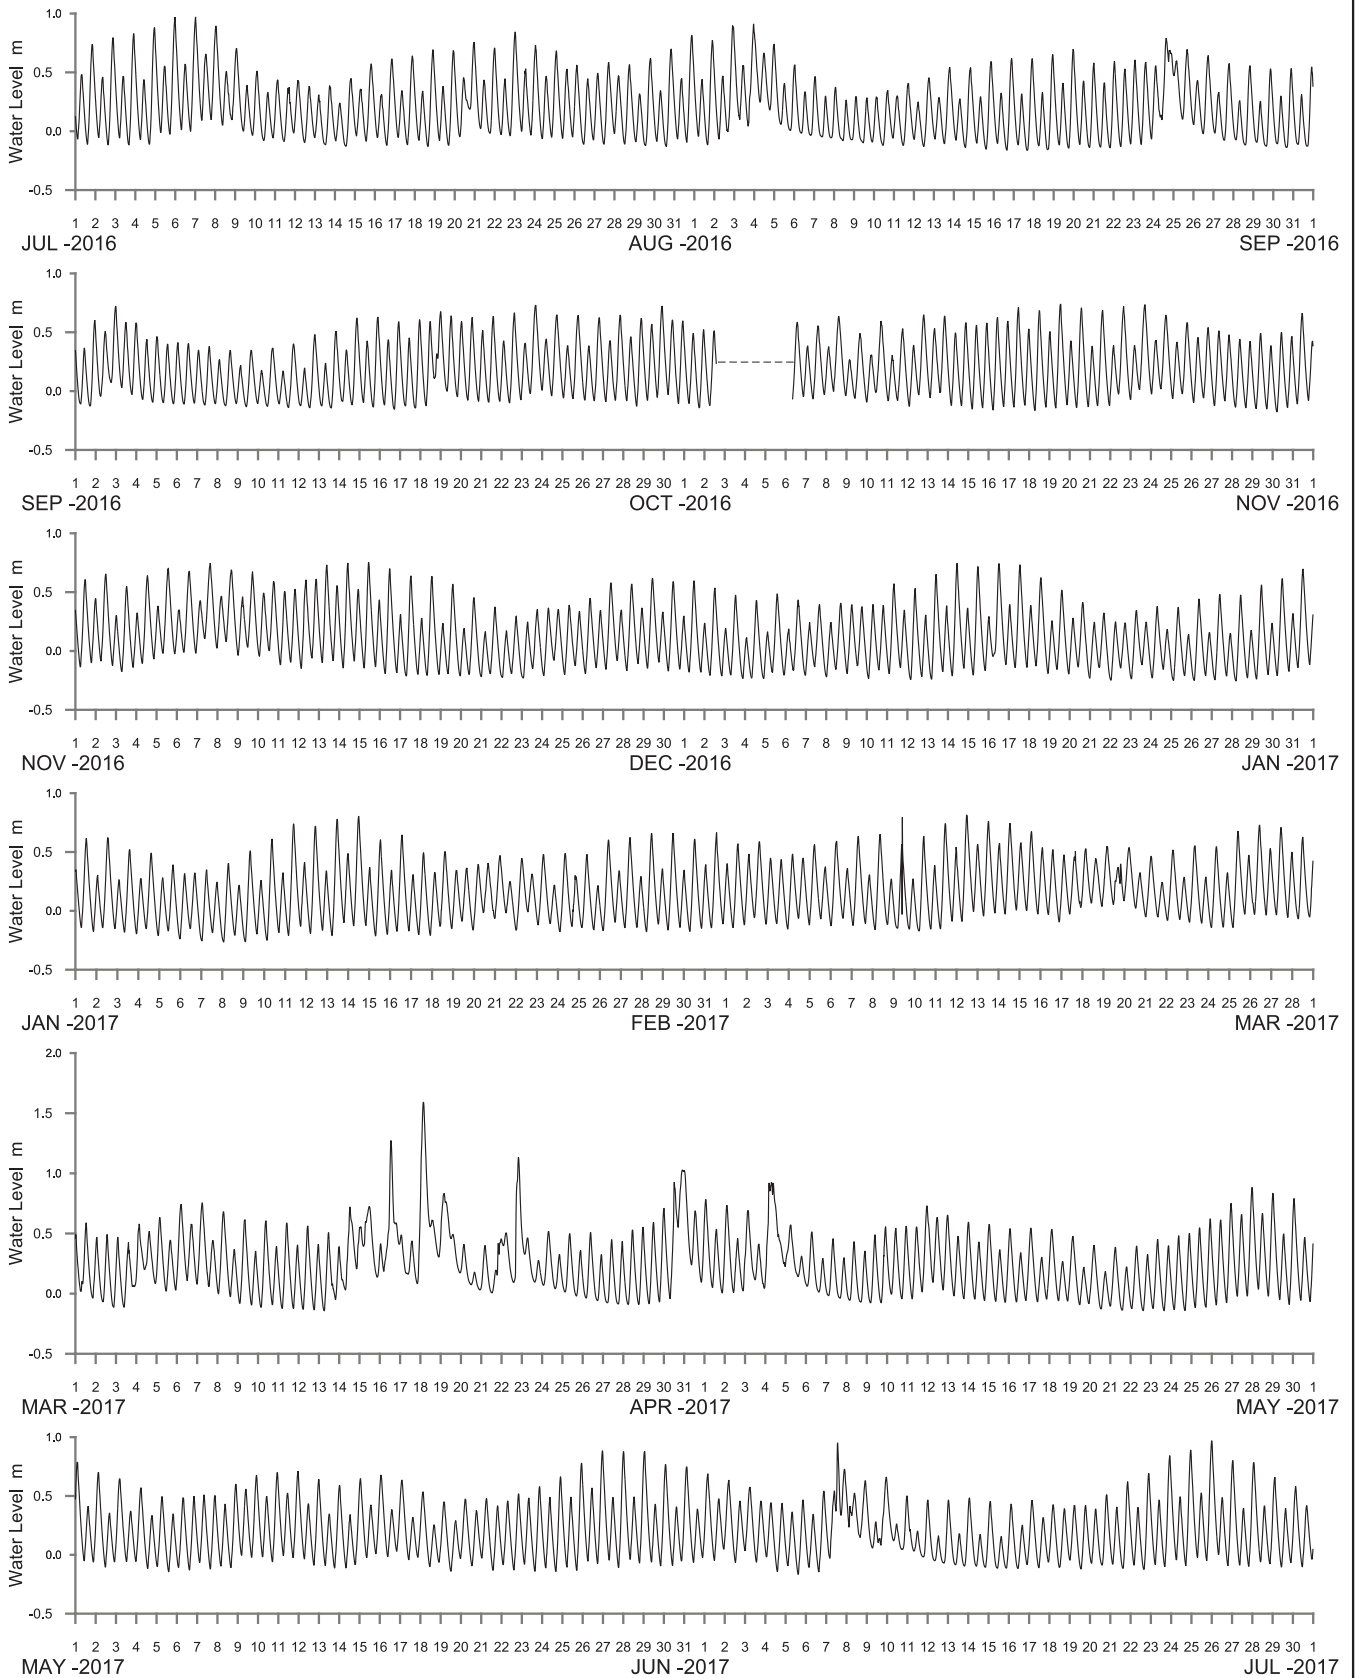 1.0
0.5
0.0
-0.5
Water Level m
1 2 3 4 5 6 7 8 9 10 11 12 13 14 15 16 17 18 19 20 21 22 23 24 25 26 27 28 29 30 31 1 2 3 4 5 6 7 8 9 10 11 12 13 14 15 16 17 18 19 20 21 22 23 24 25 26 27 28 29 30 31 1
JUL -2016 AUG -2016 SEP -2016
1.0
0.5
0.0
-0.5
Water Level m
1 2 3 4 5 6 7 8 9 10 11 12 13 14 15 16 17 18 19 20 21 22 23 24 25 26 27 28 29 30 1 2 3 4 5 6 7 8 9 10 11 12 13 14 15 16 17 18 19 20 21 22 23 24 25 26 27 28 29 30 31 1
SEP -2016 OCT -2016 NOV -2016
1.0
0.5
0.0
-0.5
Water Level m
1 2 3 4 5 6 7 8 9 10 11 12 13 14 15 16 17 18 19 20 21 22 23 24 25 26 27 28 29 30 1 2 3 4 5 6 7 8 9 10 11 12 13 14 15 16 17 18 19 20 21 22 23 24 25 26 27 28 29 30 31 1
NOV -2016 DEC -2016 JAN -2017
1.0
0.5
0.0
-0.5
Water Level m
1 2 3 4 5 6 7 8 9 10 11 12 13 14 15 16 17 18 19 20 21 22 23 24 25 26 27 28 29 30 31 1 2 3 4 5 6 7 8 9 10 11 12 13 14 15 16 17 18 19 20 21 22 23 24 25 26 27 28 1
JAN -2017 FEB -2017 MAR -2017
2.0
1.5
1.0
0.5
0.0
-0.5
Water Level m
1 2 3 4 5 6 7 8 9 10 11 12 13 14 15 16 17 18 19 20 21 22 23 24 25 26 27 28 29 30 31 1 2 3 4 5 6 7 8 9 10 11 12 13 14 15 16 17 18 19 20 21 22 23 24 25 26 27 28 29 30 1
MAR -2017 APR -2017 MAY -2017
1.0
0.5
0.0
-0.5
Water Level m
1 2 3 4 5 6 7 8 9 10 11 12 13 14 15 16 17 18 19 20 21 22 23 24 25 26 27 28 29 30 31 1 2 3 4 5 6 7 8 9 10 11 12 13 14 15 16 17 18 19 20 21 22 23 24 25 26 27 28 29 30 1
MAY -2017 JUN -2017 JUL -2017